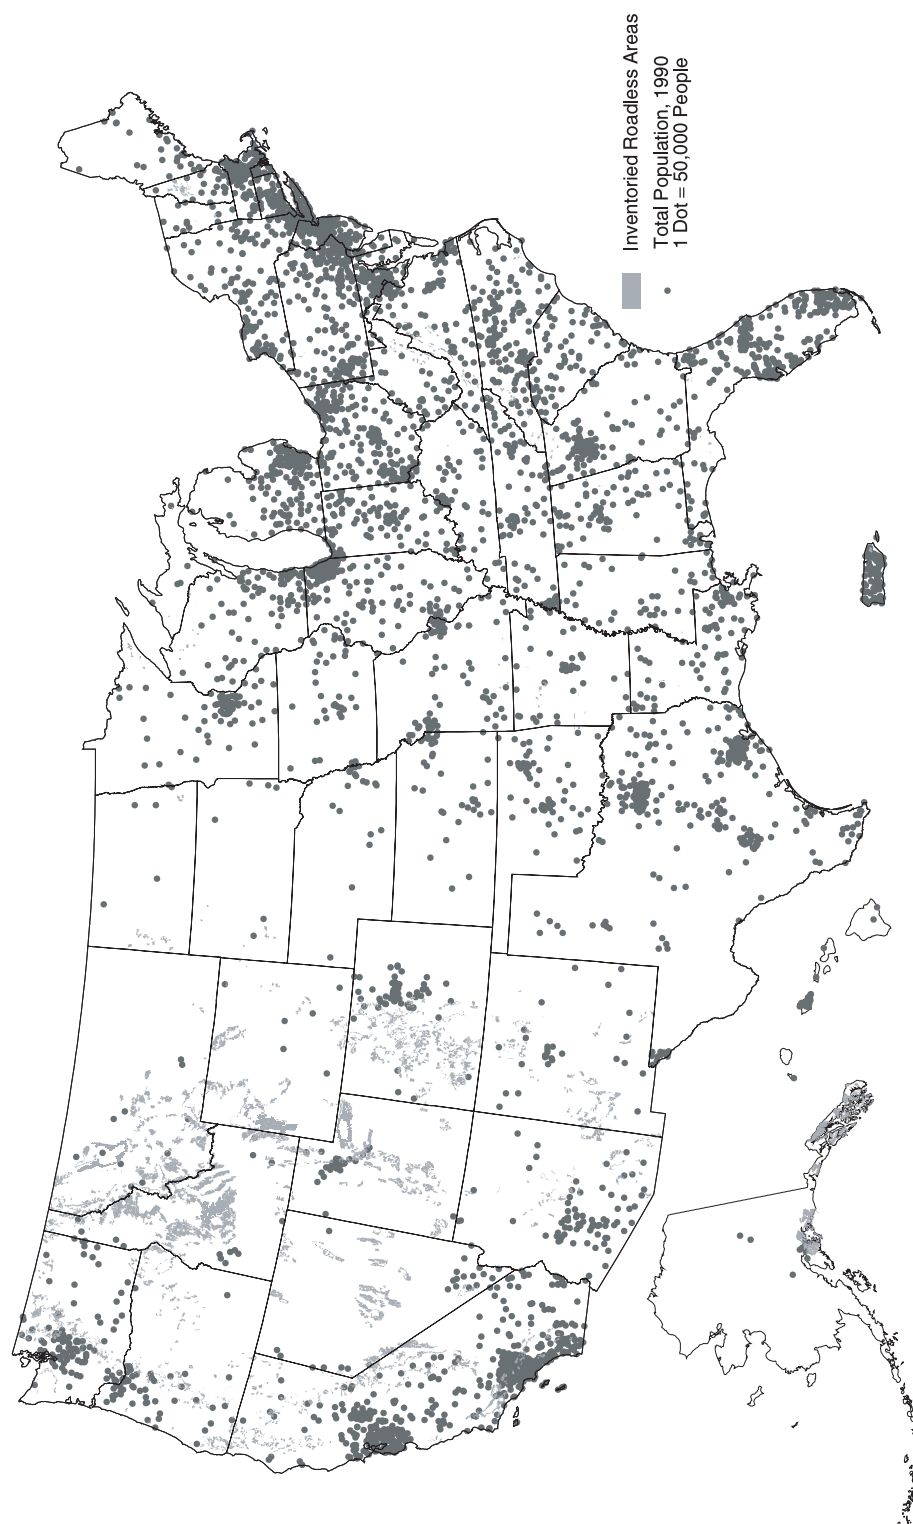 Inventoried Roadless Areas
Total Population, 1990
1 Dot = 50,000 People